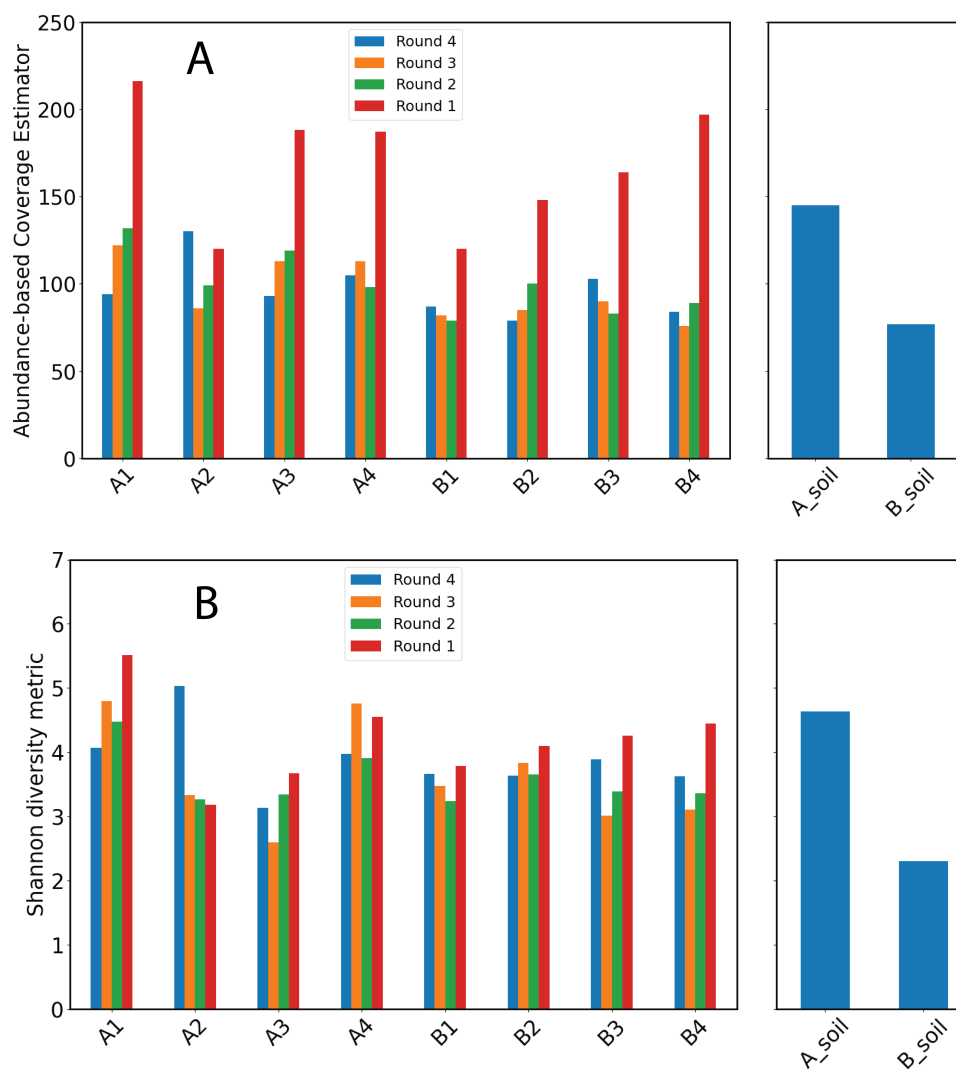 A
Abundance-based Coverage Estimator
250
200
150
100
50
0
Round 4
Round 3
Round 2
Round 1
A1 A2 A3 A4 B1 B2 B3 B4
A_soil B_soil
B
Shannon diversity metric
7
6
5
4
3
2
1
0
Round 4
Round 3
Round 2
Round 1
A1 A2 A3 A4 B1 B2 B3 B4
A_soil B_soil